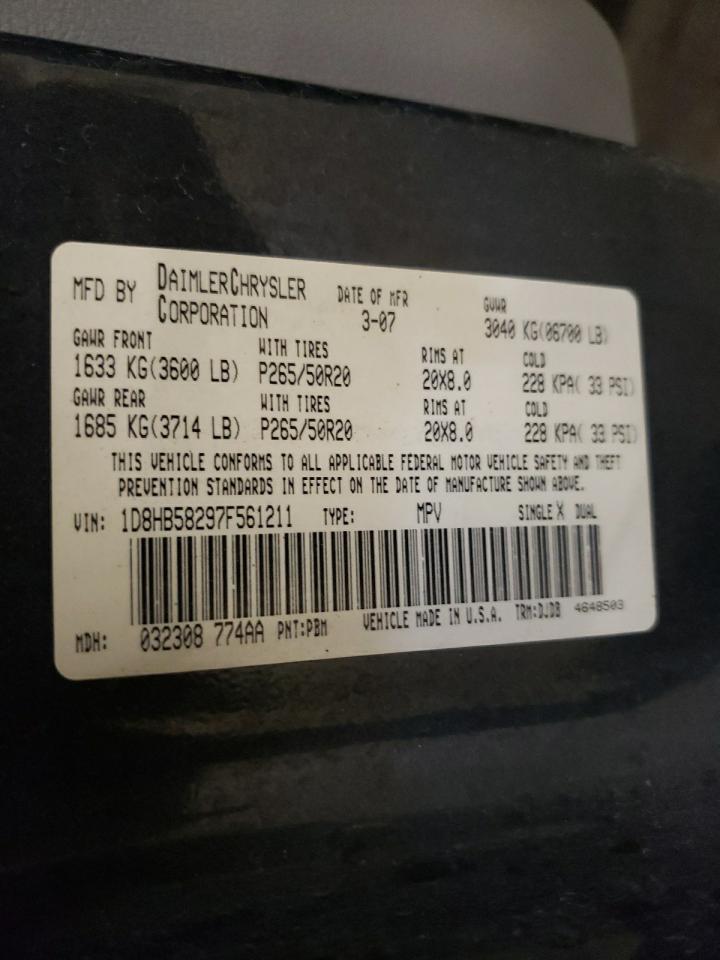 MFD BY DAIMLERCHRYSLER CORPORATION DATE OF MFR 3-07 GVWR 3040 KG(06700 LB)
GAWR FRONT WITH TIRES RIMS AT COLD
1633 KG(3600 LB) P265/50R20 20X8.0 228 KPA( 33 PSI)
GAWR REAR WITH TIRES RIMS AT COLD
1685 KG(3714 LB) P265/50R20 20X8.0 228 KPA( 33 PSI)
THIS VEHICLE CONFORMS TO ALL APPLICABLE FEDERAL MOTOR VEHICLE SAFETY AND THEFT
PREVENTION STANDARDS IN EFFECT ON THE DATE OF MANUFACTURE SHOWN ABOVE.
VIN: 1D8HB58297F561211 TYPE: MPV SINGLE X DUAL
MDH: 032308 774AA PNT:PBM VEHICLE MADE IN U.S.A. TRM:DJDB 4648503